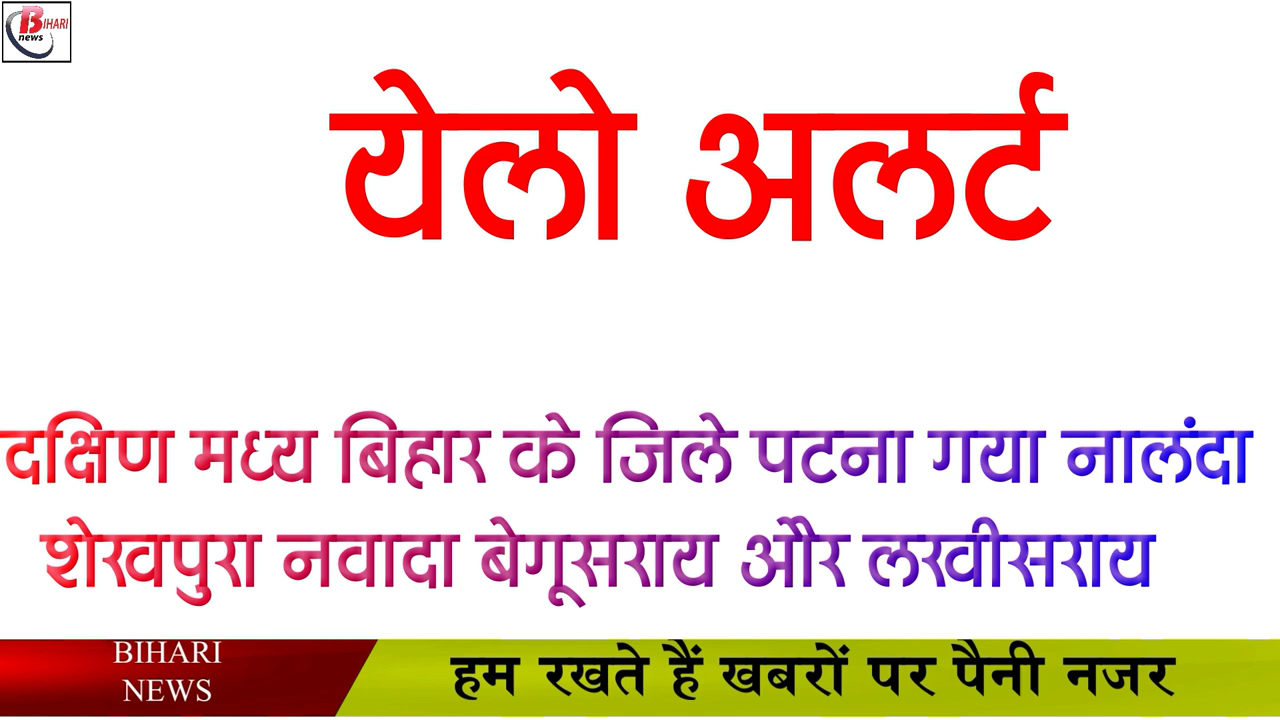 BIHARI
news
येलो अलर्ट
दक्षिण मध्य बिहार के जिले पटना गया नालंदा
शेखपुरा नवादा बेगूसराय और लखीसराय
BIHARI
NEWS
हम रखते हैं खबरों पर पैनी नजर